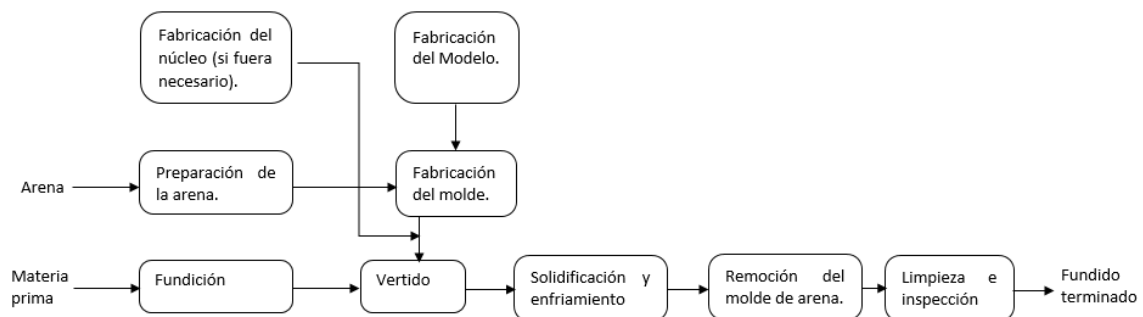 Fabricación del
núcleo (si fuera
necesario).
Fabricación
del Modelo.
Arena
Preparación de
la arena.
Fabricación
del molde.
Materia
prima
Fundición
Vertido
Solidificación y
enfriamiento
Remoción del
molde de arena.
Limpieza e
inspección
Fundido
terminado